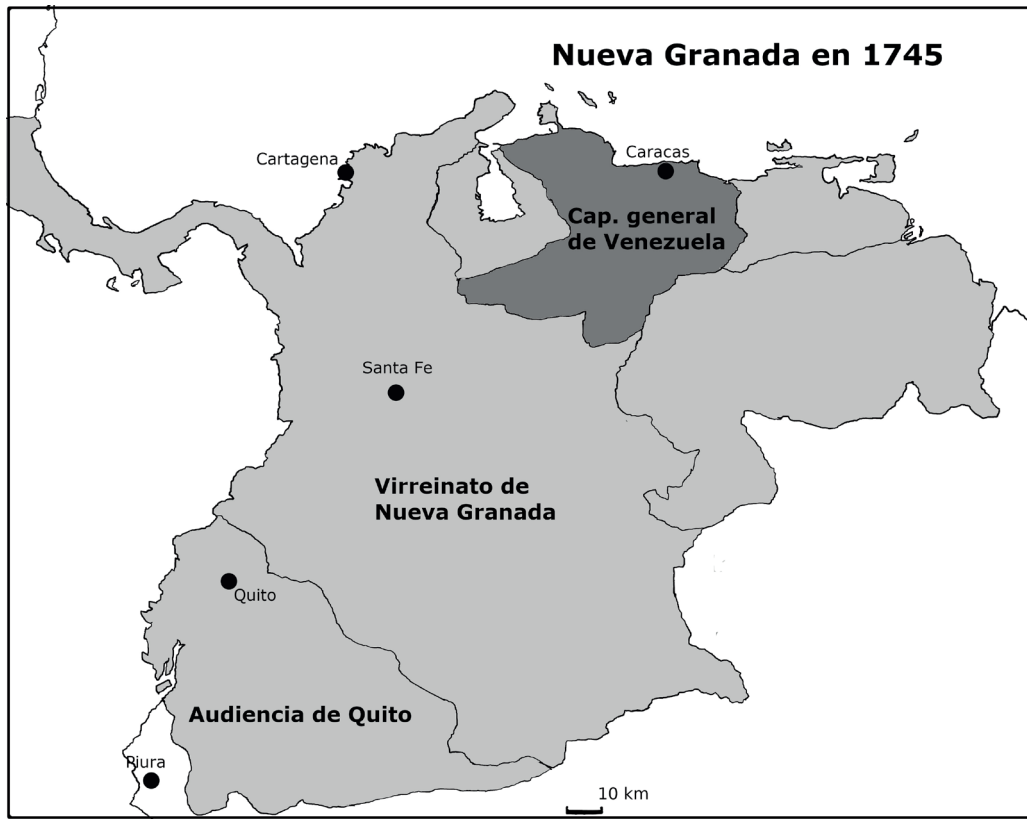 Nueva Granada en 1745
Cartagena
Caracas
Cap. general
de Venezuela
Santa Fe
Virreinato de
Nueva Granada
Quito
Audiencia de Quito
Piura
10 km